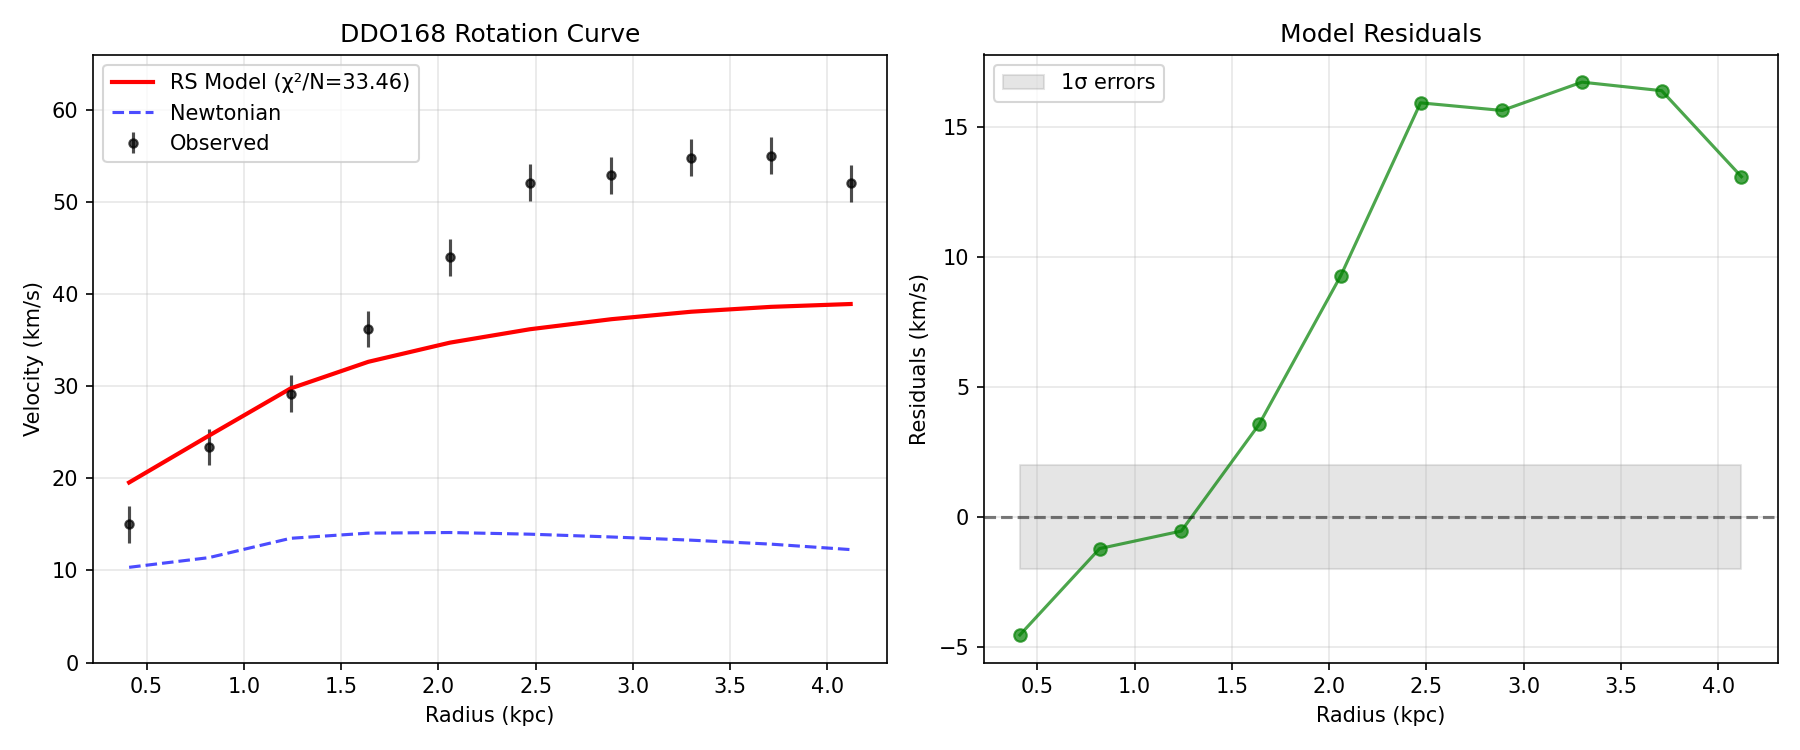 DDO168 Rotation Curve
RS Model (χ²/N=33.46)
Newtonian
Observed
60
50
40
30
20
10
0
Velocity (km/s)
0.5 1.0 1.5 2.0 2.5 3.0 3.5 4.0
Radius (kpc)
Model Residuals
1σ errors
15
10
5
0
−5
Residuals (km/s)
0.5 1.0 1.5 2.0 2.5 3.0 3.5 4.0
Radius (kpc)